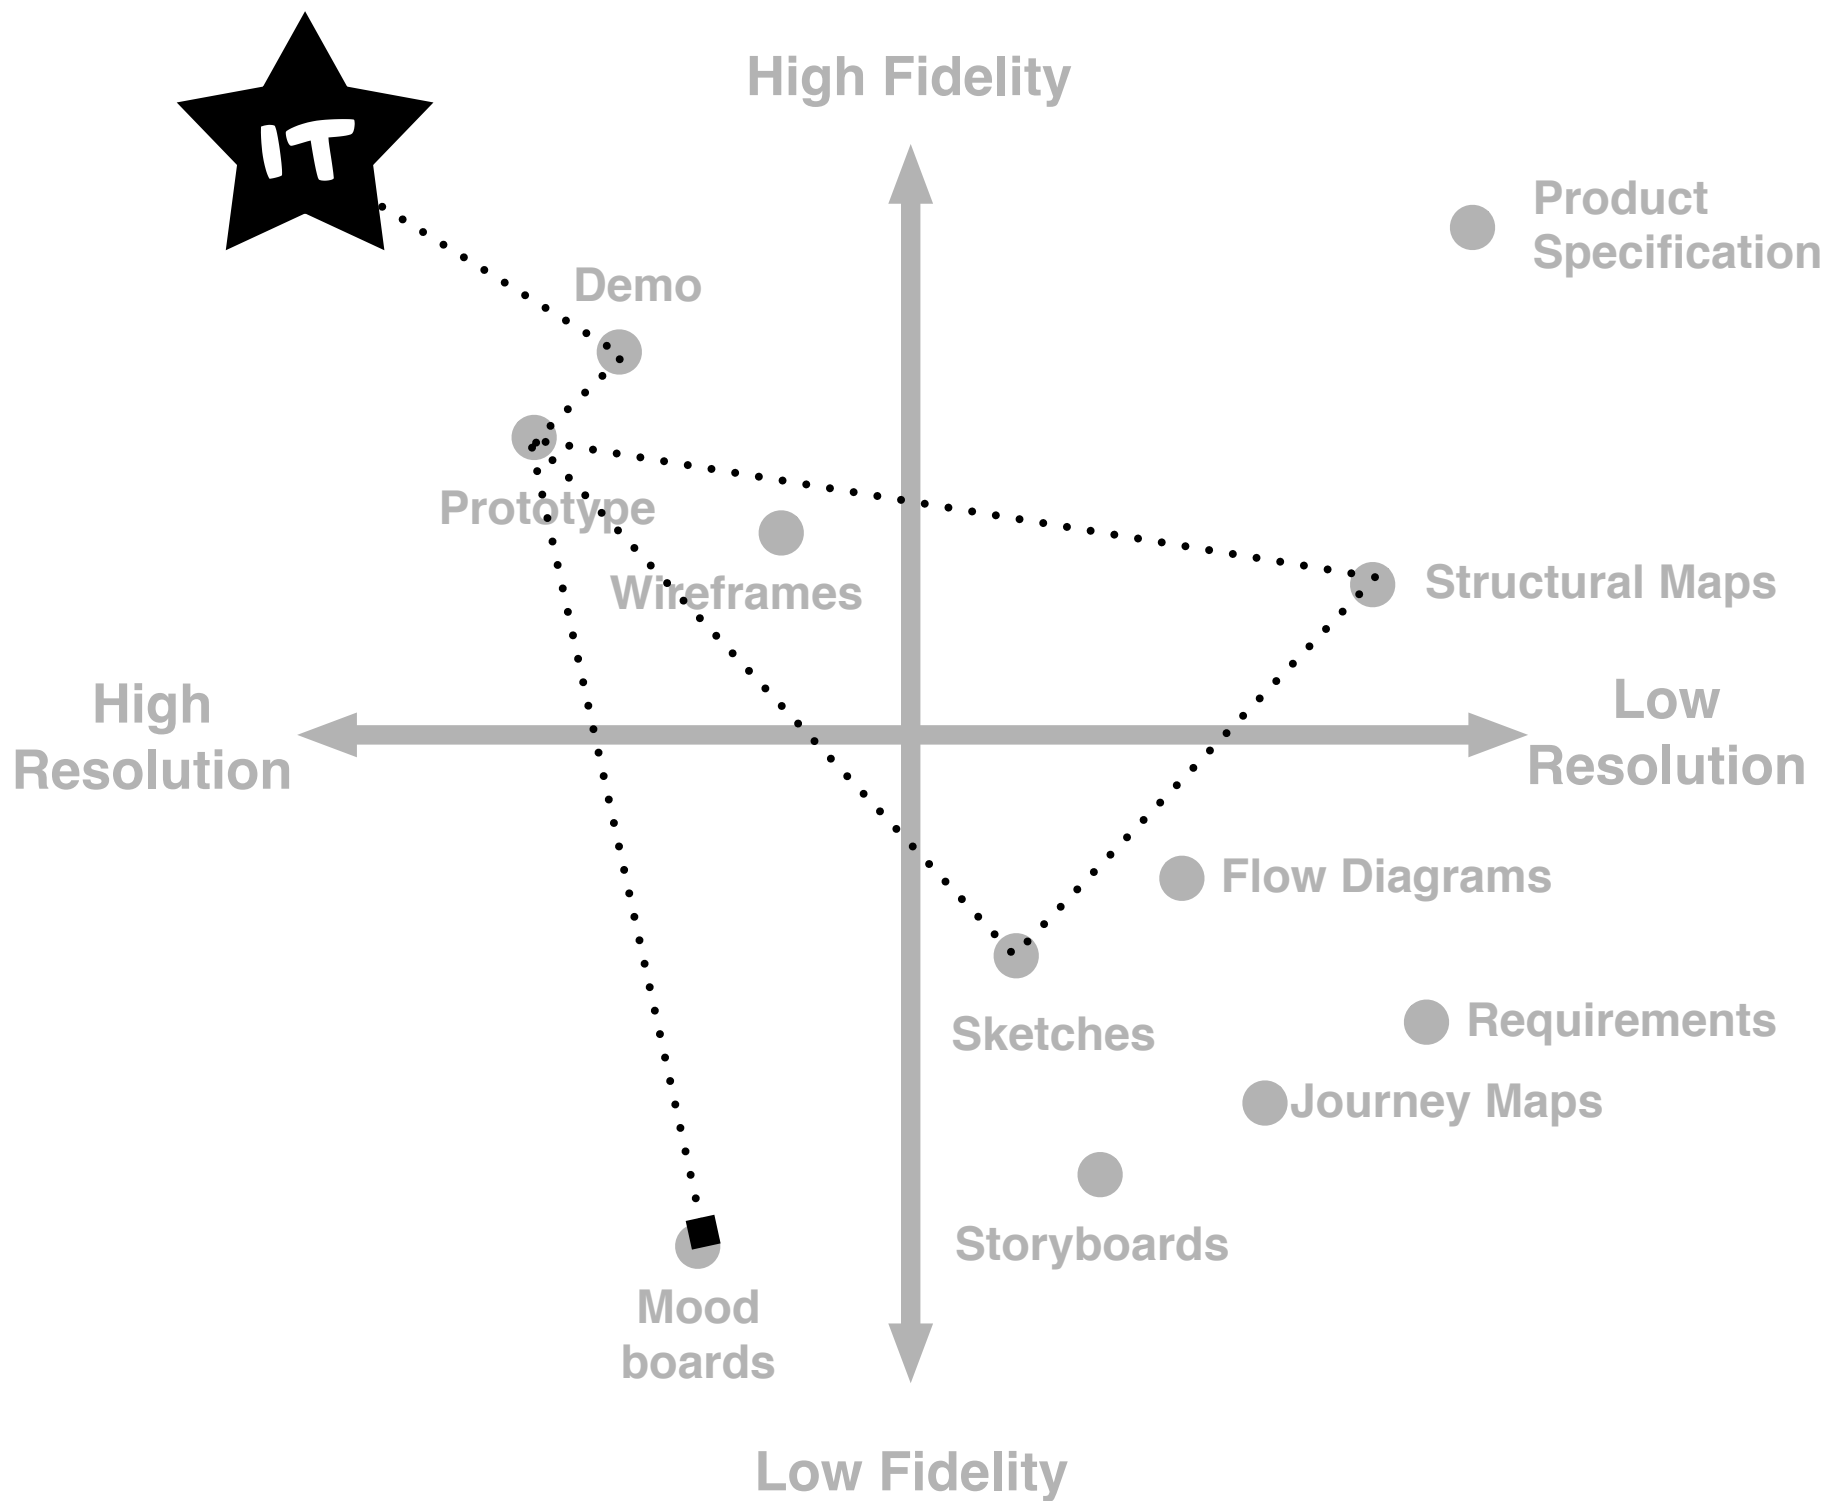 High Fidelity
IT
Product
Specification
Demo
Prototype
Wireframes
Structural Maps
High
Resolution
Low
Resolution
Flow Diagrams
Sketches
Requirements
Journey Maps
Storyboards
Mood
boards
Low Fidelity